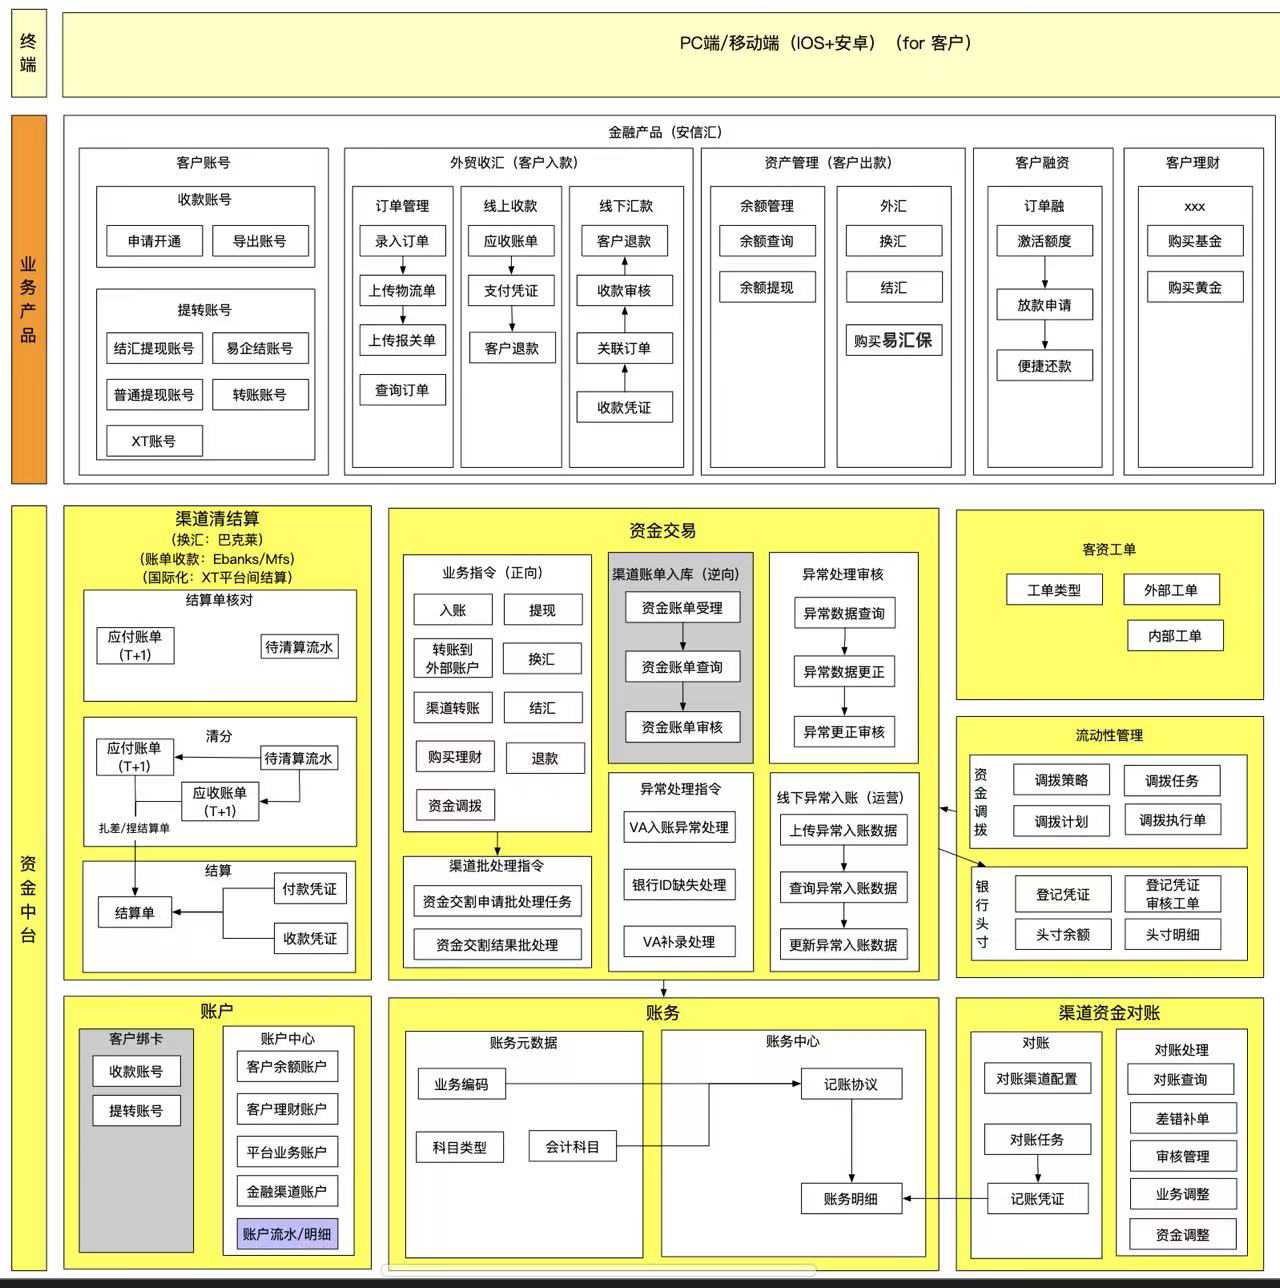 终
端
PC端/移动端（IOS+安卓）（for 客户）
业
务
产
品
金融产品（安信汇）
客户账号
收款账号
申请开通
导出账号
提转账号
结汇提现账号
易企结账号
普通提现账号
转账账号
XT账号
外贸收汇（客户入款）
订单管理
录入订单
上传物流单
上传报关单
查询订单
线上收款
应收账单
支付凭证
客户退款
线下汇款
客户退款
收款审核
关联订单
收款凭证
资产管理（客户出款）
余额管理
余额查询
余额提现
外汇
换汇
结汇
购买易汇保
客户融资
订单融
激活额度
放款申请
便捷还款
客户理财
xxx
购买基金
购买黄金
资
金
中
台
渠道清结算
（换汇：巴克莱）
（账单收款：Ebanks/Mfs）
（国际化：XT平台间结算）
结算单核对
应付账单
（T+1）
待清算流水
清分
应付账单
（T+1）
待清算流水
应收账单
（T+1）
扎差/捏结算单
结算
付款凭证
结算单
收款凭证
资金交易
业务指令（正向）
入账
提现
转账到
外部账户
换汇
渠道转账
结汇
购买理财
退款
资金调拨
渠道批处理指令
资金交割申请批处理任务
资金交割结果批处理
渠道账单入库（逆向）
资金账单受理
资金账单查询
资金账单审核
异常处理指令
VA入账异常处理
银行ID缺失处理
VA补录处理
异常处理审核
异常数据查询
异常数据更正
异常更正审核
线下异常入账（运营）
上传异常入账数据
查询异常入账数据
更新异常入账数据
客资工单
工单类型
外部工单
内部工单
流动性管理
资
金
调
拨
调拨策略
调拨任务
调拨计划
调拨执行单
银
行
头
寸
登记凭证
登记凭证
审核工单
头寸余额
头寸明细
账户
客户绑卡
收款账号
提转账号
账户中心
客户余额账户
客户理财账户
平台业务账户
金融渠道账户
账户流水/明细
账务
账务元数据
业务编码
科目类型
会计科目
账务中心
记账协议
账务明细
渠道资金对账
对账
对账渠道配置
对账任务
记账凭证
对账处理
对账查询
差错补单
审核管理
业务调整
资金调整